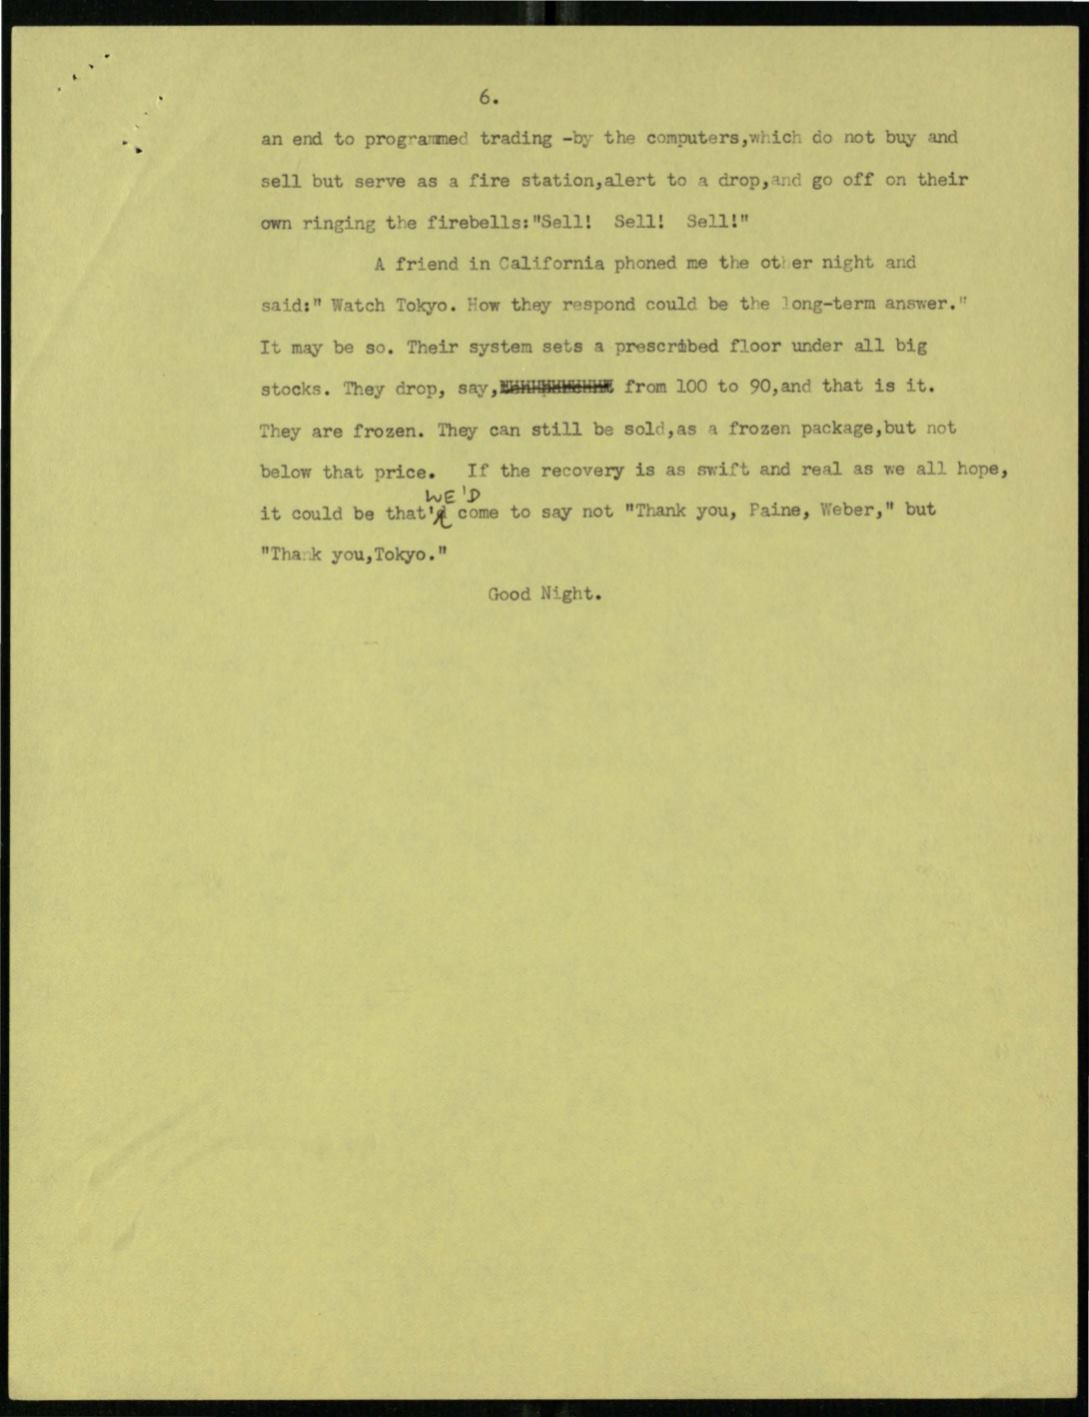 6.
an end to programmed trading -by the computers,which do not buy and
sell but serve as a fire station,alert to a drop,and go off on their
own ringing the firebells:"Sell! Sell! Sell!"
A friend in California phoned me the other night and
said:" Watch Tokyo. How they respond could be the long-term answer."
It may be so. Their system sets a prescribed floor under all big
stocks. They drop, say, from 100 to 90,and that is it.
They are frozen. They can still be sold,as a frozen package,but not
below that price. If the recovery is as swift and real as we all hope,
WE'D
it could be that' come to say not "Thank you, Paine, Weber," but
"Thank you,Tokyo."
Good Night.